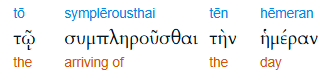 tō symplērousthai tēn hēmeran
τῷ συμπληροῦσθαι τὴν ἡμέραν
the arriving of the day